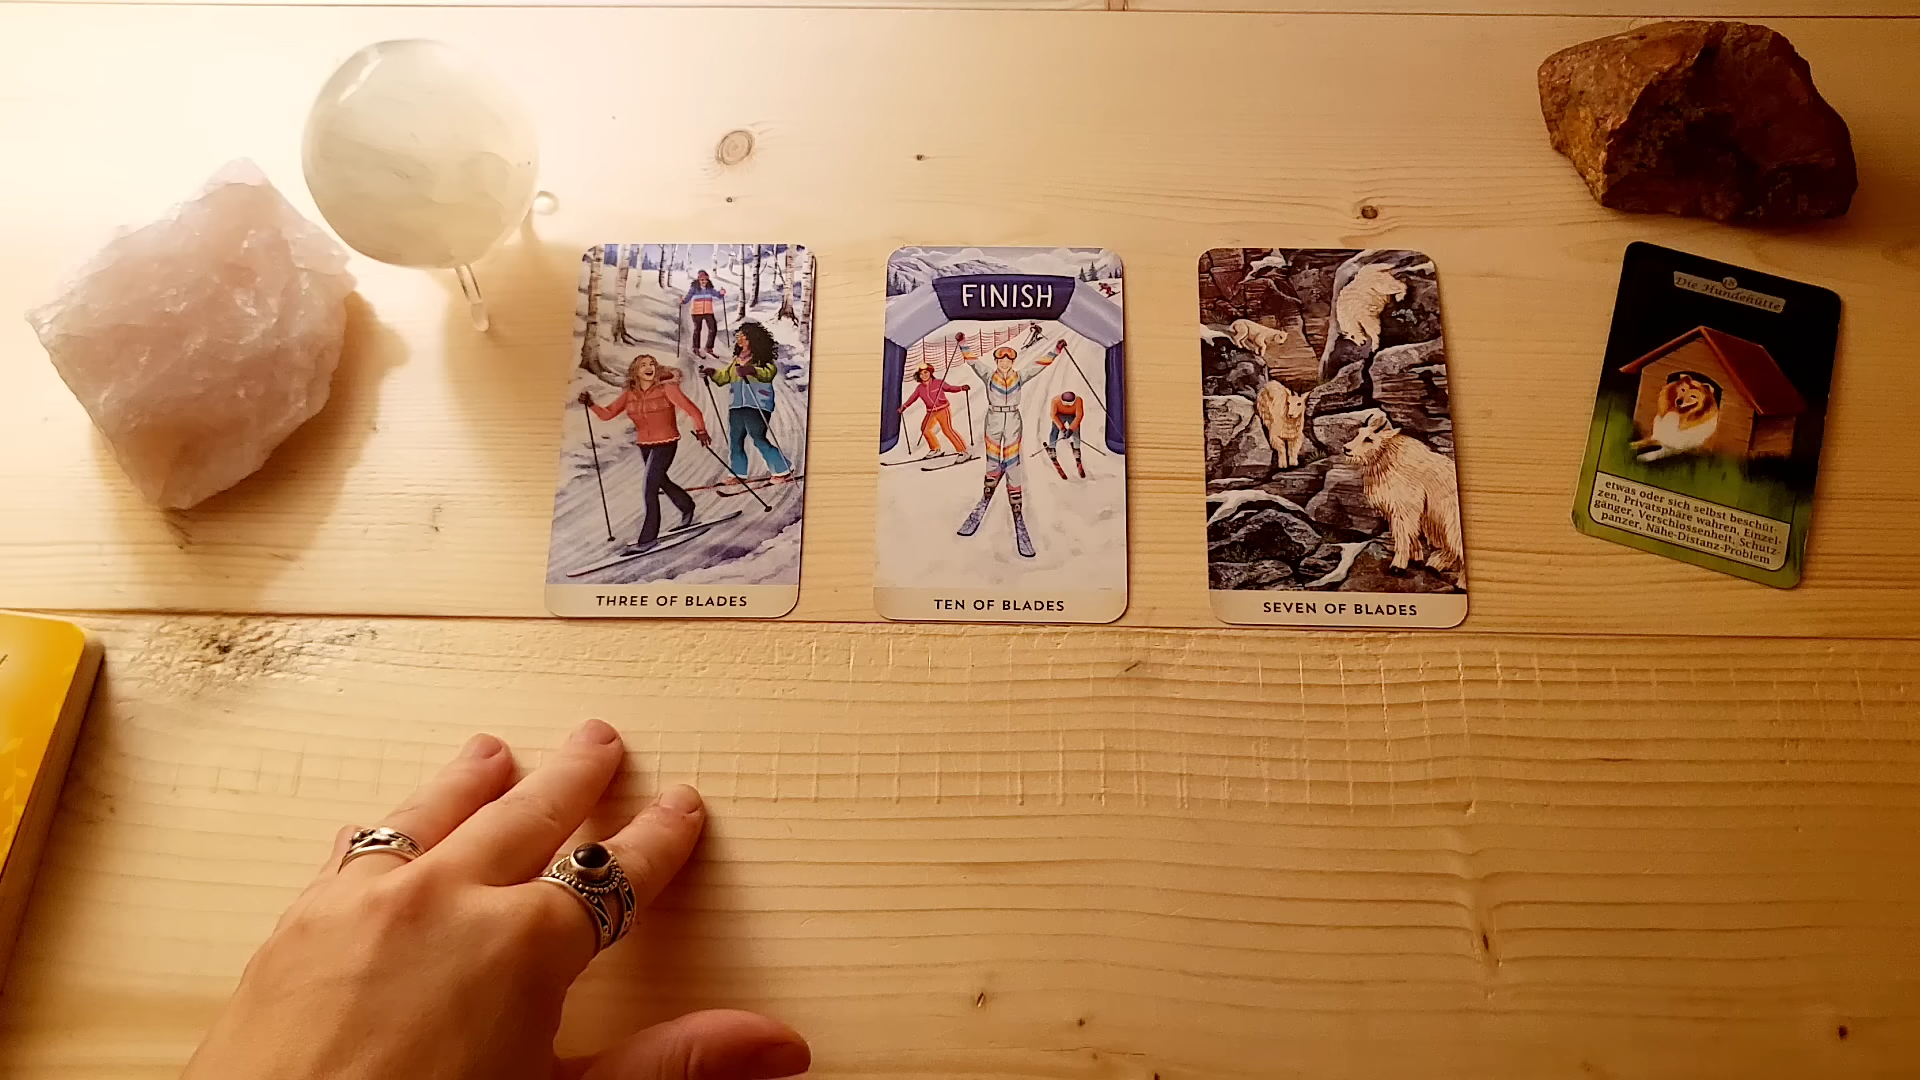 FINISH
THREE OF BLADES
TEN OF BLADES
SEVEN OF BLADES
18
Die Hundehütte
etwas oder sich selbst beschüt-
zen, Privatsphäre wahren, Einzel-
gänger, Verschlossenheit, Schutz-
panzer, Nähe-Distanz-Problem